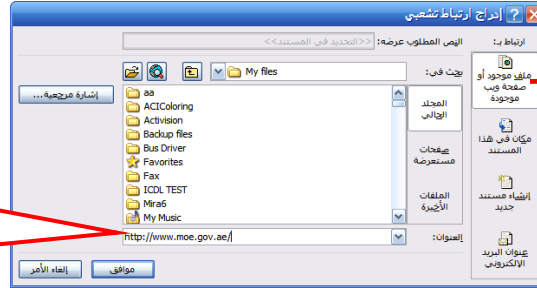 إدراج ارتباط تشعبي
ارتباط بـ:
النص المطلوب عرضه: <<التحديد في المستند>>
ملف موجود أو
صفحة ويب
موجودة
مكان في هذا
المستند
إنشاء مستند
جديد
عنوان البريد
الإلكتروني
بحث في:
My files
إشارة مرجعية...
المجلد
الحالي
صفحات
مستعرضة
الملفات
الأخيرة
aa
ACIColoring
Activision
Backup files
Bus Driver
Favorites
Fax
ICDL TEST
Mira6
My Music
العنوان:
http://www.moe.gov.ae/
موافق
إلغاء الأمر